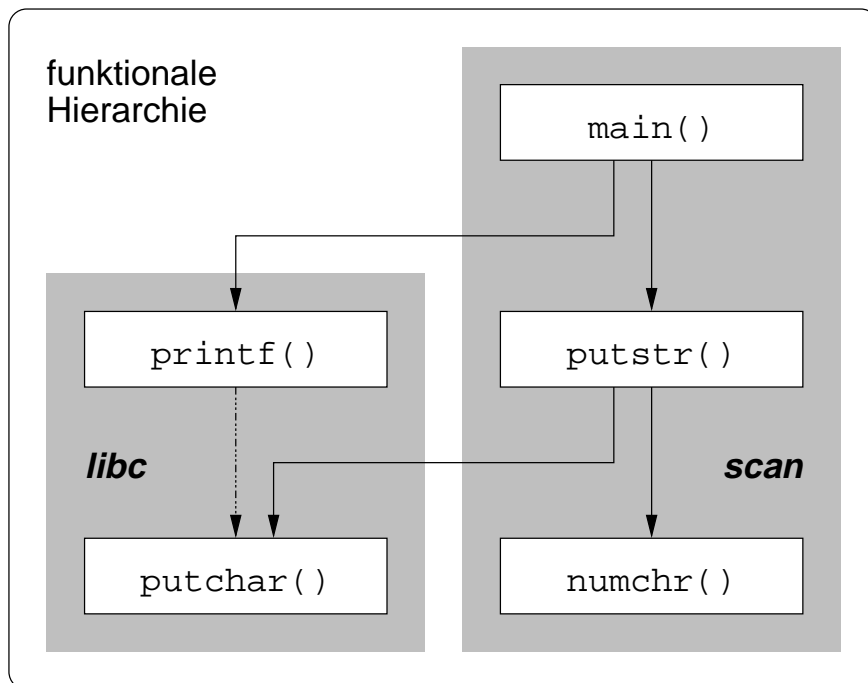 funktionale
Hierarchie
main()
printf()
putstr()
libc
scan
putchar()
numchr()